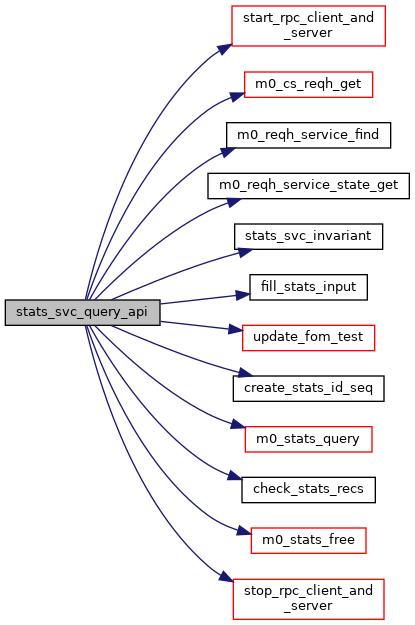 start_rpc_client_and
_server
m0_cs_reqh_get
m0_reqh_service_find
m0_reqh_service_state_get
stats_svc_invariant
fill_stats_input
stats_svc_query_api
update_fom_test
create_stats_id_seq
m0_stats_query
check_stats_recs
m0_stats_free
stop_rpc_client_and
_server